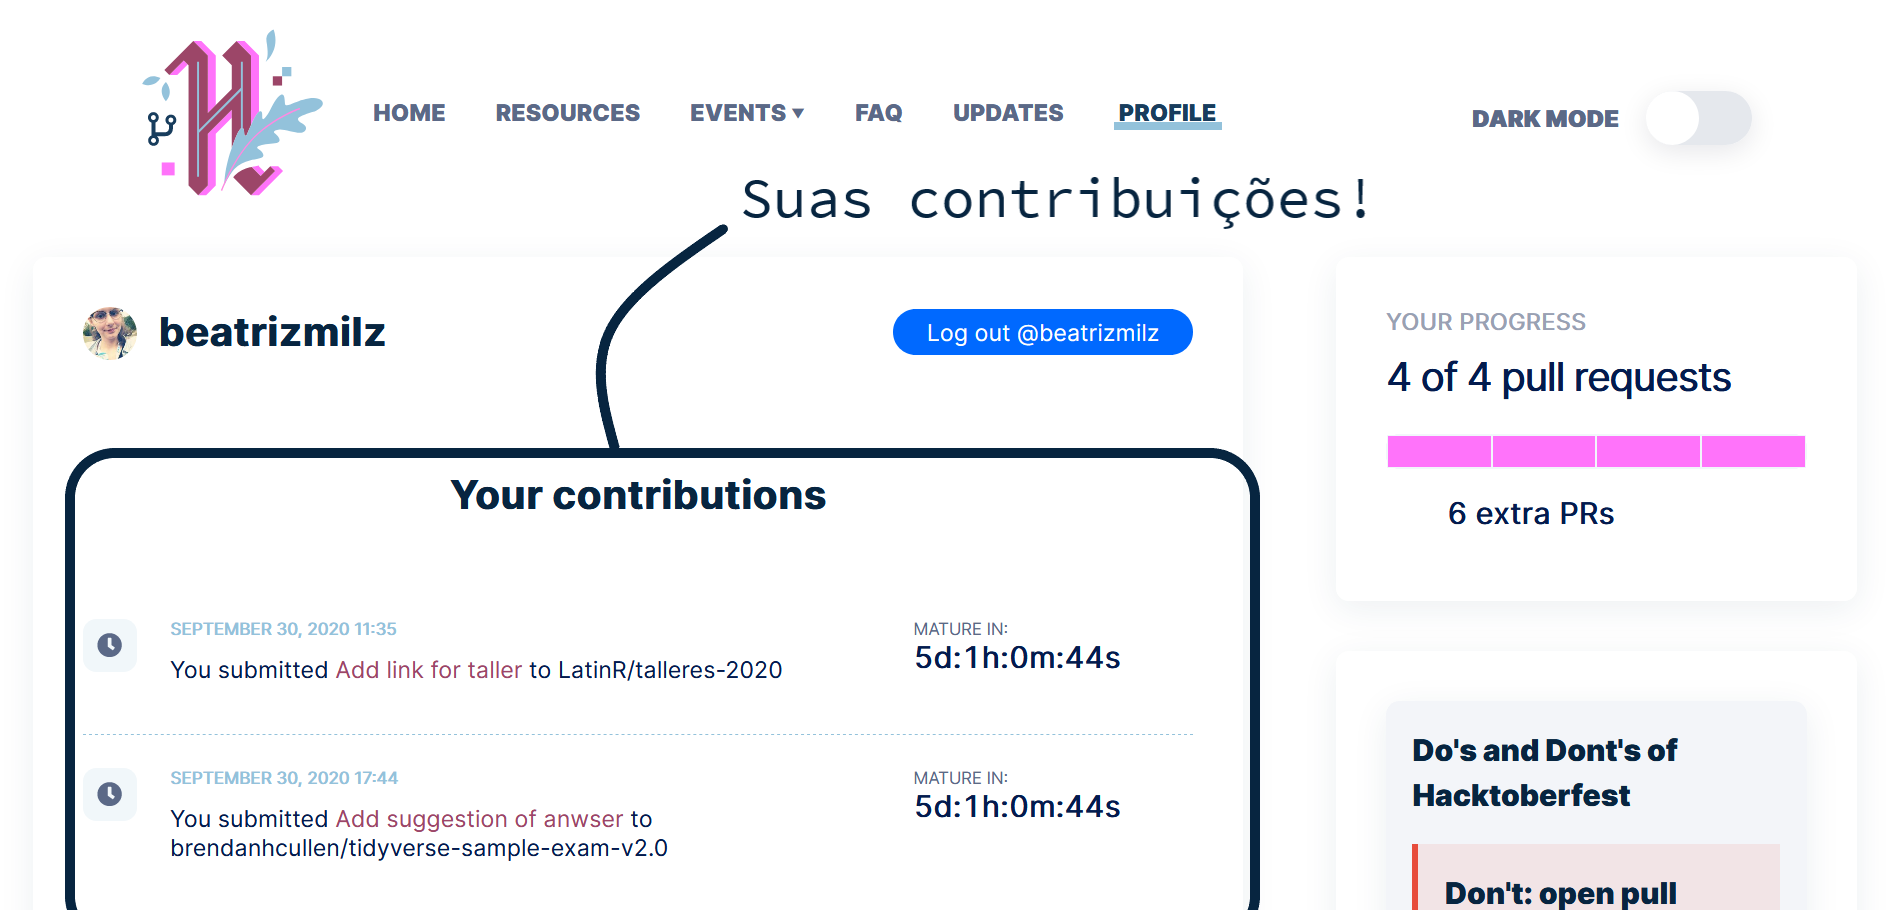 HOME RESOURCES EVENTS ▼ FAQ UPDATES PROFILE DARK MODE
Suas contribuições!
beatrizmilz
Log out @beatrizmilz
Your contributions
SEPTEMBER 30, 2020 11:35
You submitted Add link for taller to LatinR/talleres-2020
MATURE IN:
5d:1h:0m:44s
SEPTEMBER 30, 2020 17:44
You submitted Add suggestion of anwser to
brendanhcullen/tidyverse-sample-exam-v2.0
MATURE IN:
5d:1h:0m:44s
YOUR PROGRESS
4 of 4 pull requests
6 extra PRs
Do's and Dont's of
Hacktoberfest
Don't: open pull